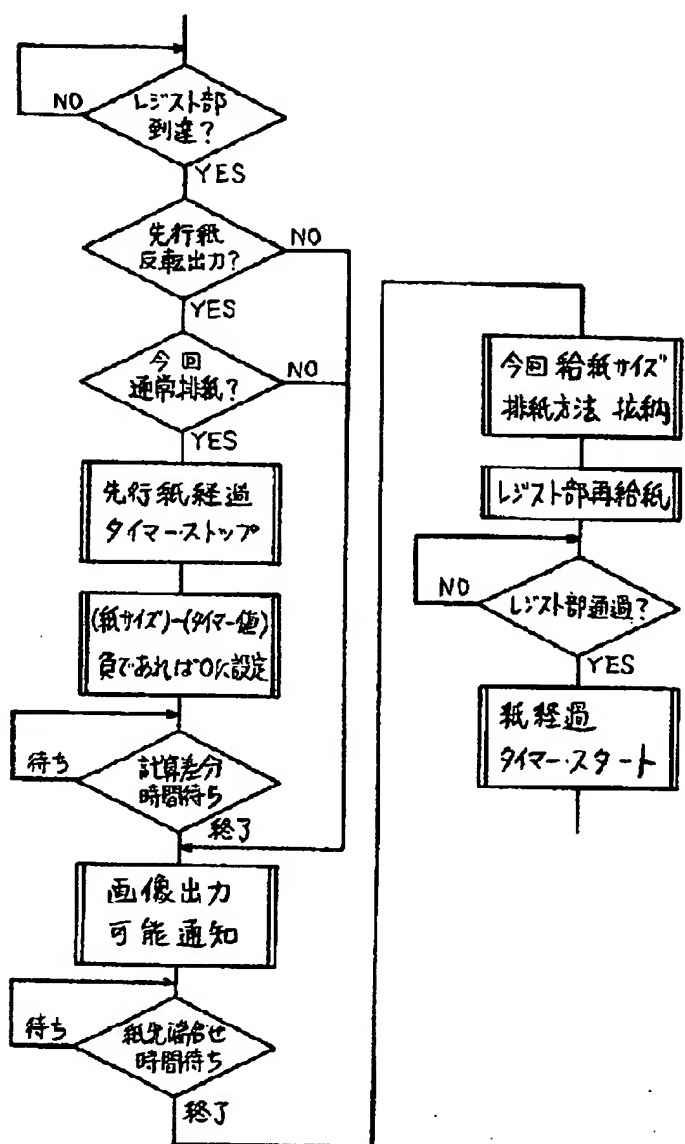 レジスト部
到達?
NO
YES
先行紙
反転出力?
NO
YES
今回
通常排紙?
NO
YES
先行紙経過
タイマー・ストップ
(紙サイズ)-(タイマー値)
負であれば"0"に設定
計算差分
時間待ち
待ち
終了
画像出力
可能通知
紙先端合せ
時間待ち
待ち
終了
今回給紙サイズ
排紙方法 拡納
レジスト部再給紙
レジスト部通過?
NO
YES
紙経過
タイマー・スタート